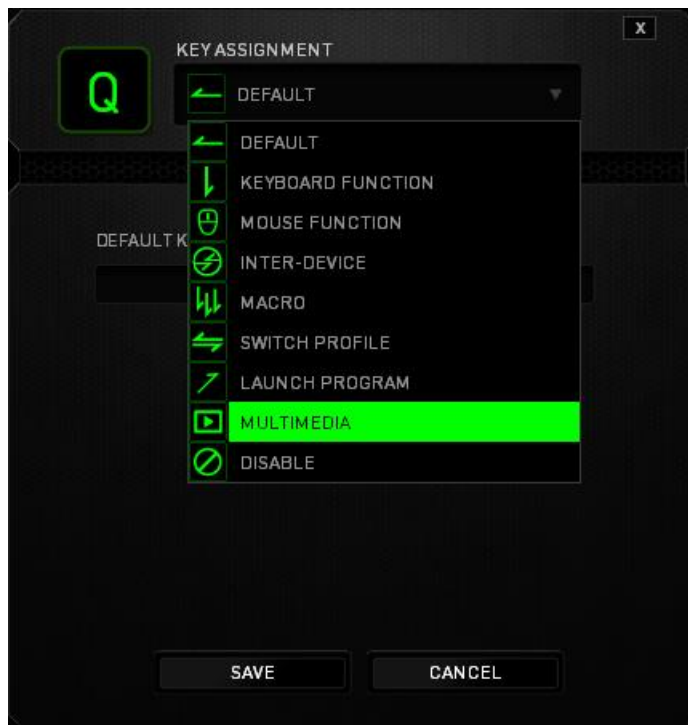 X
KEY ASSIGNMENT
Q
DEFAULT
DEFAULT
KEYBOARD FUNCTION
MOUSE FUNCTION
DEFAULT K
INTER-DEVICE
MACRO
SWITCH PROFILE
LAUNCH PROGRAM
MULTIMEDIA
DISABLE
SAVE CANCEL